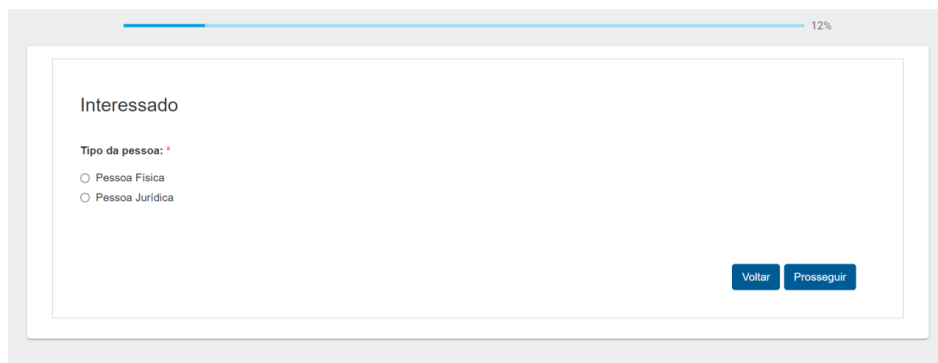 12%
Interessado
Tipo da pessoa: *
Pessoa Física
Pessoa Jurídica
Voltar Prosseguir